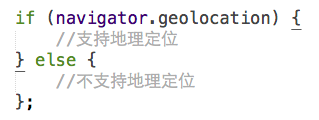 if (navigator.geolocation) {
    //支持地理定位
} else {
    //不支持地理定位
};